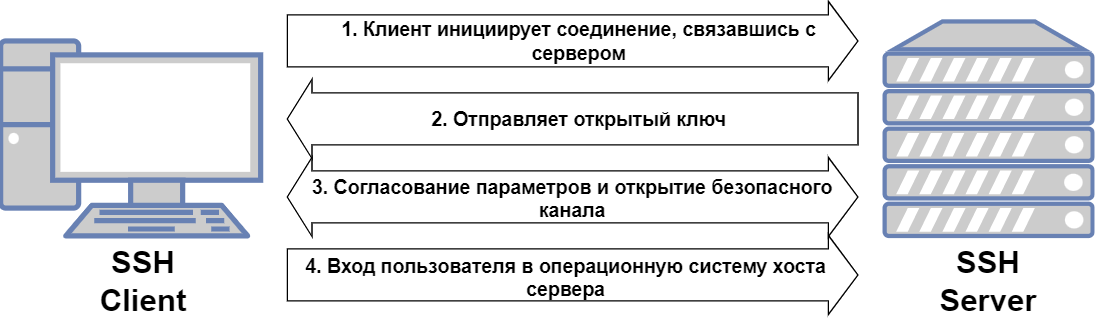 1. Клиент инициирует соединение, связавшись с
сервером
2. Отправляет открытый ключ
3. Согласование параметров и открытие безопасного
канала
4. Вход пользователя в операционную систему хоста
сервера
SSH
Client
SSH
Server